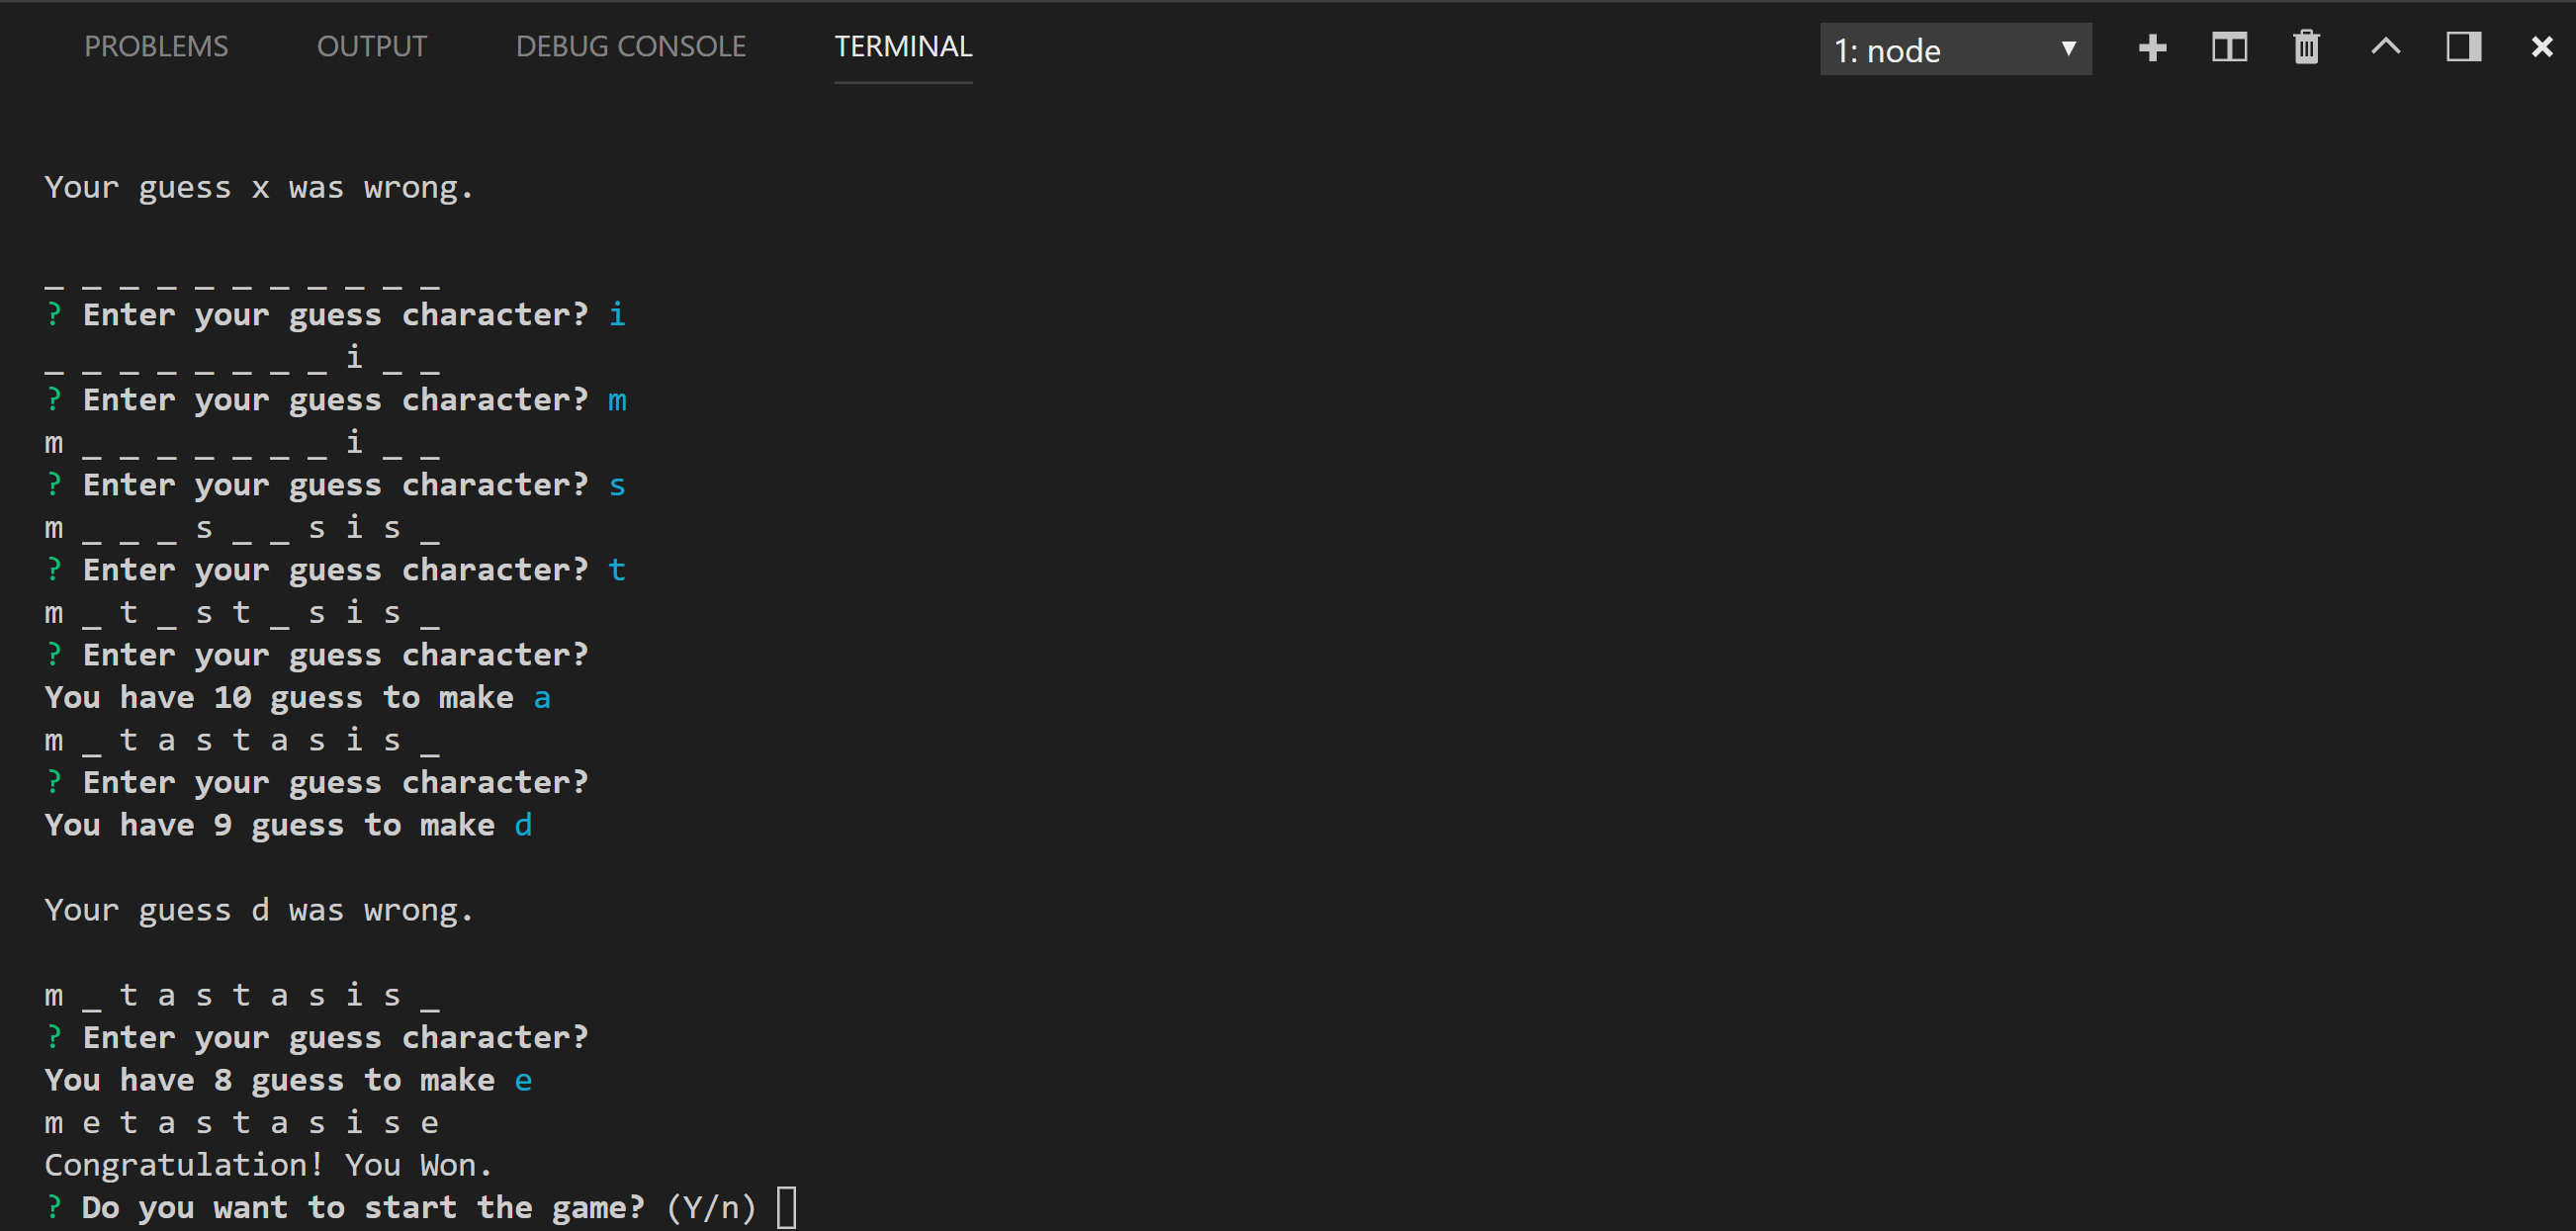 PROBLEMS OUTPUT DEBUG CONSOLE TERMINAL 1: node
Your guess x was wrong.
_ _ _ _ _ _ _ _ _ _ _
? Enter your guess character? i
_ _ _ _ _ _ _ _ i _ _
? Enter your guess character? m
m _ _ _ _ _ _ _ i _ _
? Enter your guess character? s
m _ _ _ s _ _ s i s _
? Enter your guess character? t
m _ t _ s t _ s i s _
? Enter your guess character?
You have 10 guess to make a
m _ t a s t a s i s _
? Enter your guess character?
You have 9 guess to make d
Your guess d was wrong.
m _ t a s t a s i s _
? Enter your guess character?
You have 8 guess to make e
m e t a s t a s i s e
Congratulation! You Won.
? Do you want to start the game? (Y/n)